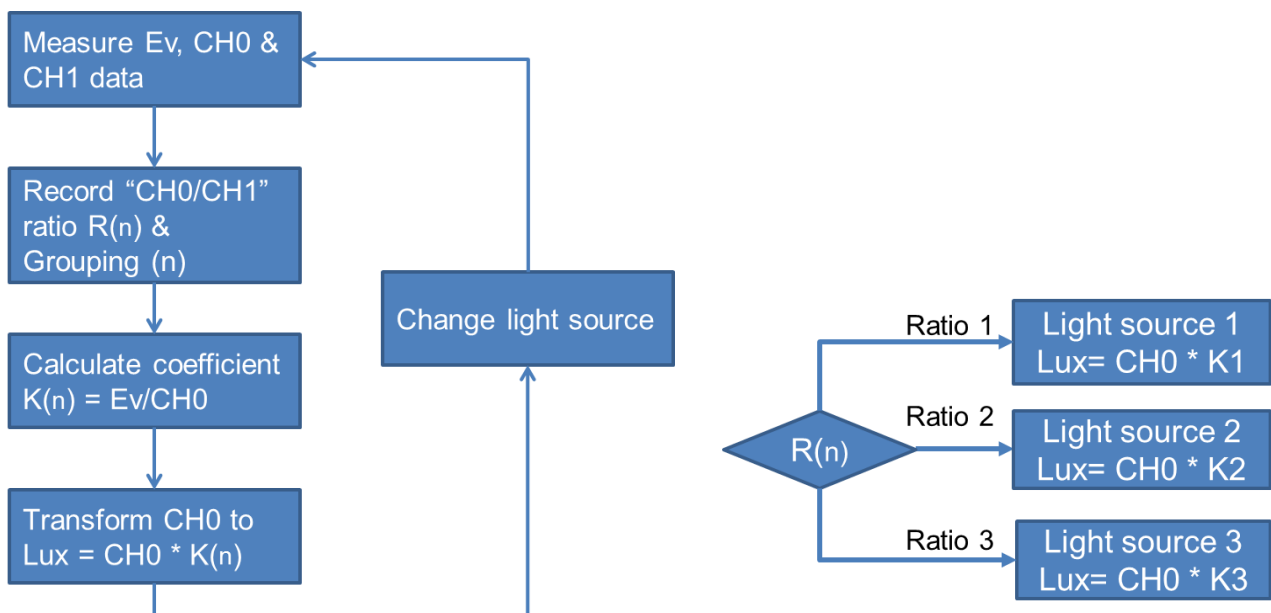 Measure Ev, CH0 &
CH1 data
Record “CH0/CH1”
ratio R(n) &
Grouping (n)
Calculate coefficient
K(n) = Ev/CH0
Transform CH0 to
Lux = CH0 * K(n)
Change light source
R(n)
Ratio 1
Light source 1
Lux= CH0 * K1
Ratio 2
Light source 2
Lux= CH0 * K2
Ratio 3
Light source 3
Lux= CH0 * K3